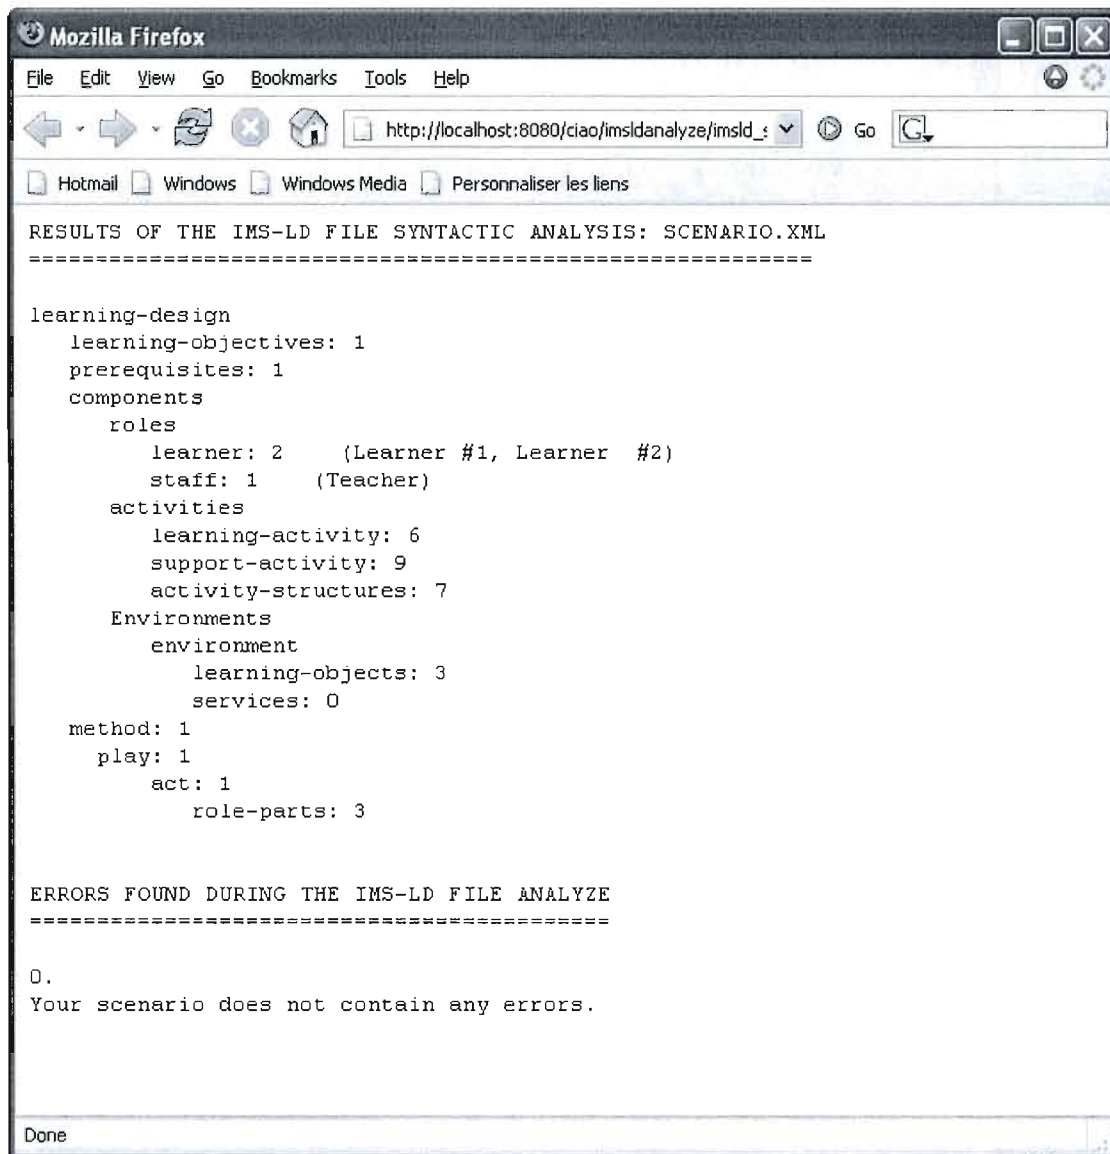 Mozilla Firefox
File Edit View Go Bookmarks Tools Help
http://localhost:8080/ciao/imsldanalyze/imsld_s Go G
Hotmail Windows Windows Media Personnaliser les liens
RESULTS OF THE IMS-LD FILE SYNTACTIC ANALYSIS: SCENARIO.XML
==========================================================
learning-design
learning-objectives: 1
prerequisites: 1
components
roles
learner: 2 (Learner #1, Learner #2)
staff: 1 (Teacher)
activities
learning-activity: 6
support-activity: 9
activity-structures: 7
Environments
environment
learning-objects: 3
services: 0
method: 1
play: 1
act: 1
role-parts: 3
ERRORS FOUND DURING THE IMS-LD FILE ANALYZE
===========================================
0.
Your scenario does not contain any errors.
Done